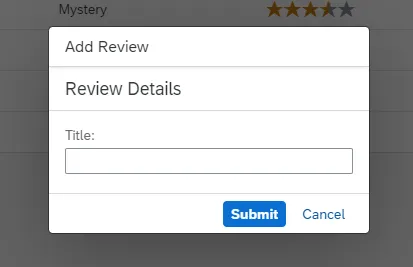 Mystery
Add Review
Review Details
Title:
Submit Cancel